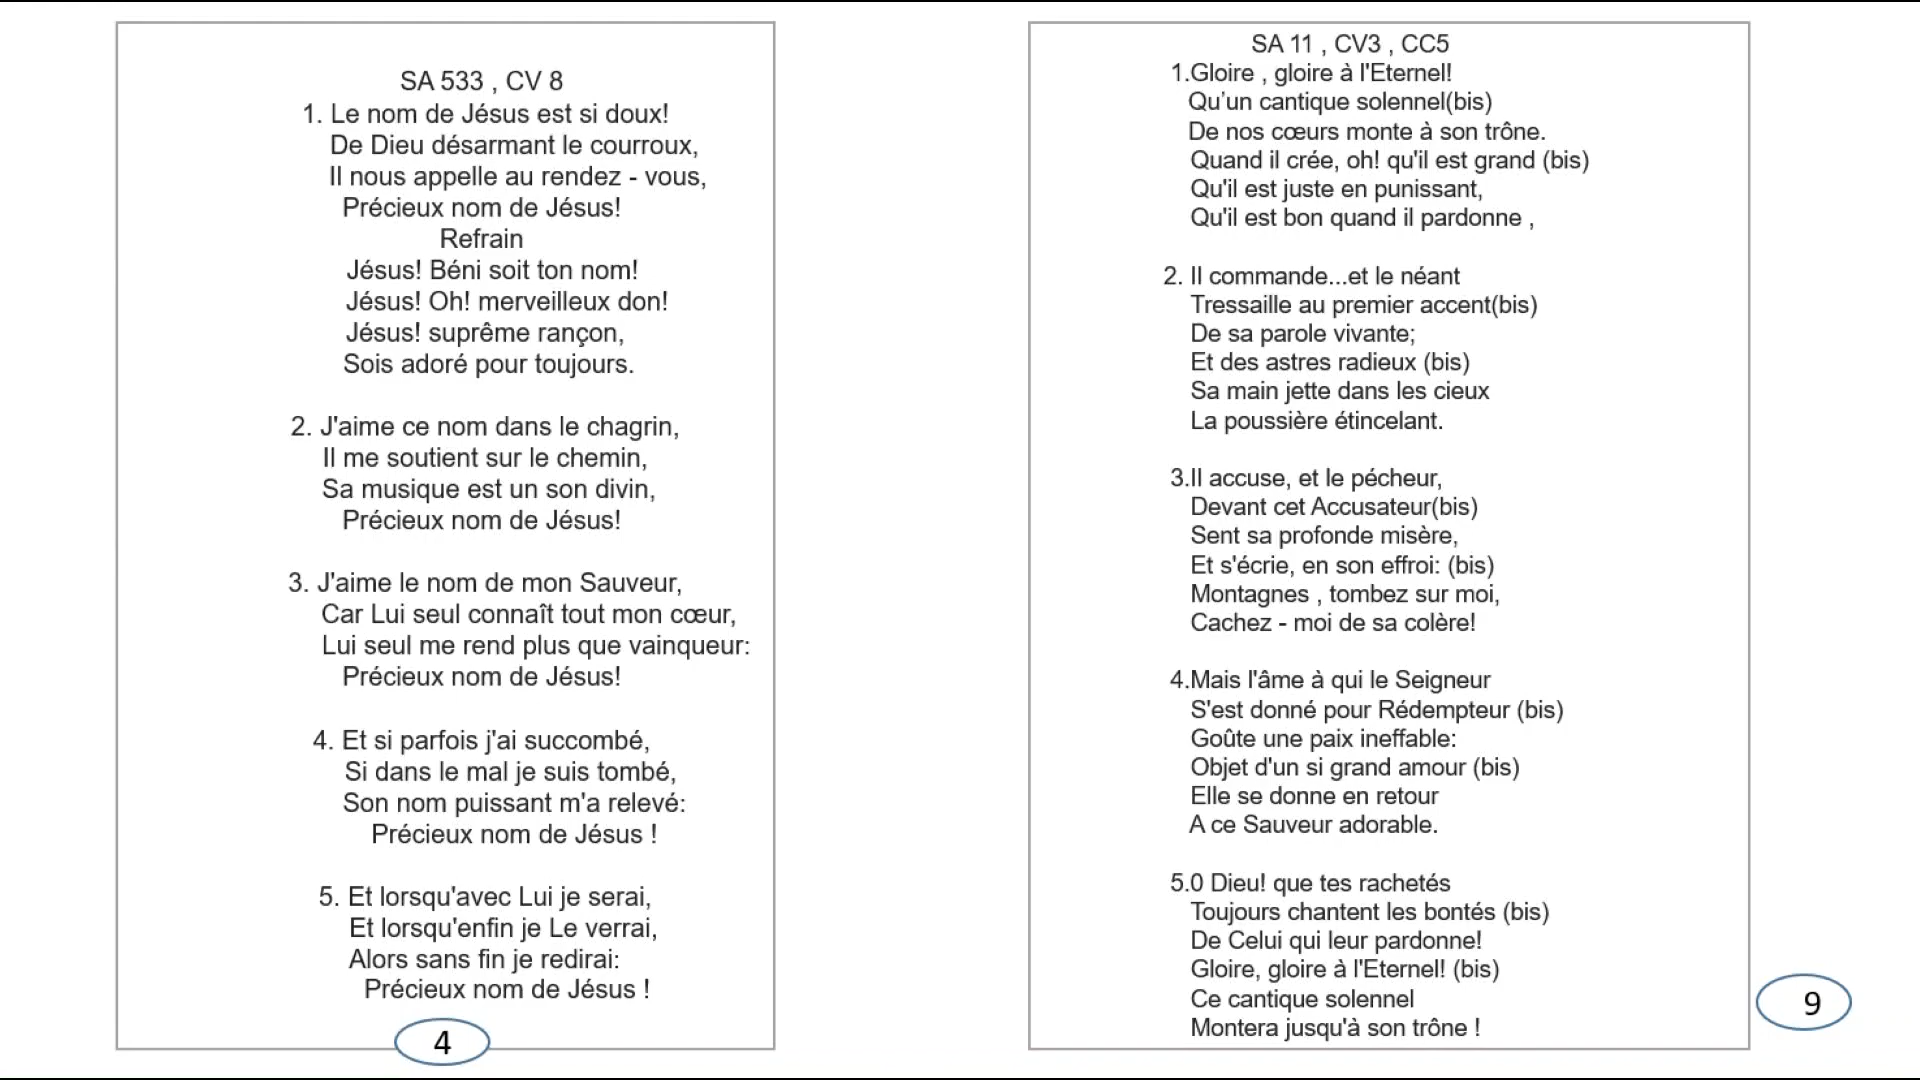 SA 533 , CV 8
1. Le nom de Jésus est si doux!
De Dieu désarmant le courroux,
Il nous appelle au rendez - vous,
Précieux nom de Jésus!
Refrain
Jésus! Béni soit ton nom!
Jésus! Oh! merveilleux don!
Jésus! suprême rançon,
Sois adoré pour toujours.
2. J'aime ce nom dans le chagrin,
Il me soutient sur le chemin,
Sa musique est un son divin,
Précieux nom de Jésus!
3. J'aime le nom de mon Sauveur,
Car Lui seul connaît tout mon cœur,
Lui seul me rend plus que vainqueur:
Précieux nom de Jésus!
4. Et si parfois j'ai succombé,
Si dans le mal je suis tombé,
Son nom puissant m'a relevé:
Précieux nom de Jésus !
5. Et lorsqu'avec Lui je serai,
Et lorsqu'enfin je Le verrai,
Alors sans fin je redirai:
Précieux nom de Jésus !
4
SA 11 , CV3 , CC5
1.Gloire , gloire à l'Eternel!
Qu’un cantique solennel(bis)
De nos cœurs monte à son trône.
Quand il crée, oh! qu'il est grand (bis)
Qu'il est juste en punissant,
Qu'il est bon quand il pardonne ,
2. Il commande...et le néant
Tressaille au premier accent(bis)
De sa parole vivante;
Et des astres radieux (bis)
Sa main jette dans les cieux
La poussière étincelant.
3.Il accuse, et le pécheur,
Devant cet Accusateur(bis)
Sent sa profonde misère,
Et s'écrie, en son effroi: (bis)
Montagnes , tombez sur moi,
Cachez - moi de sa colère!
4.Mais l'âme à qui le Seigneur
S'est donné pour Rédempteur (bis)
Goûte une paix ineffable:
Objet d'un si grand amour (bis)
Elle se donne en retour
A ce Sauveur adorable.
5.0 Dieu! que tes rachetés
Toujours chantent les bontés (bis)
De Celui qui leur pardonne!
Gloire, gloire à l'Eternel! (bis)
Ce cantique solennel
Montera jusqu'à son trône !
9